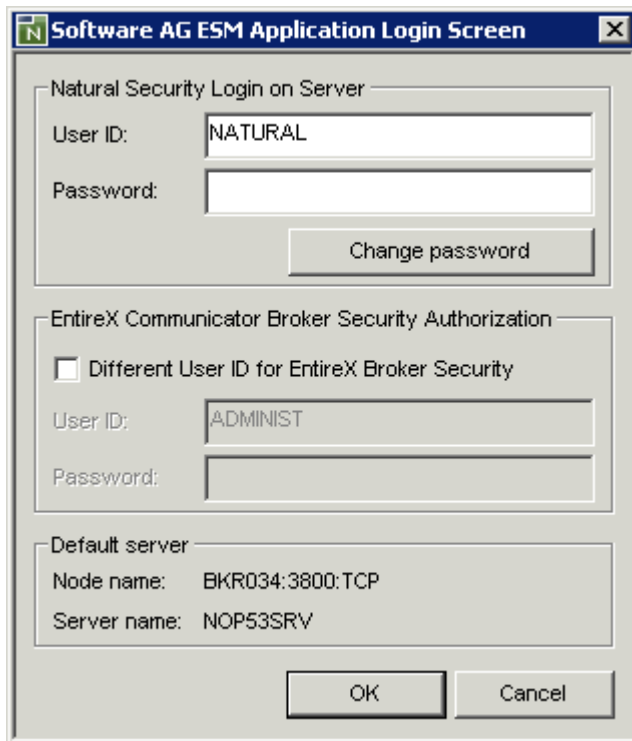 N Software AG ESM Application Login Screen
Natural Security Login on Server
User ID: NATURAL
Password:
Change password
EntireX Communicator Broker Security Authorization
Different User ID for EntireX Broker Security
User ID: ADMINIST
Password:
Default server
Node name: BKR034:3800:TCP
Server name: NOP53SRV
OK Cancel